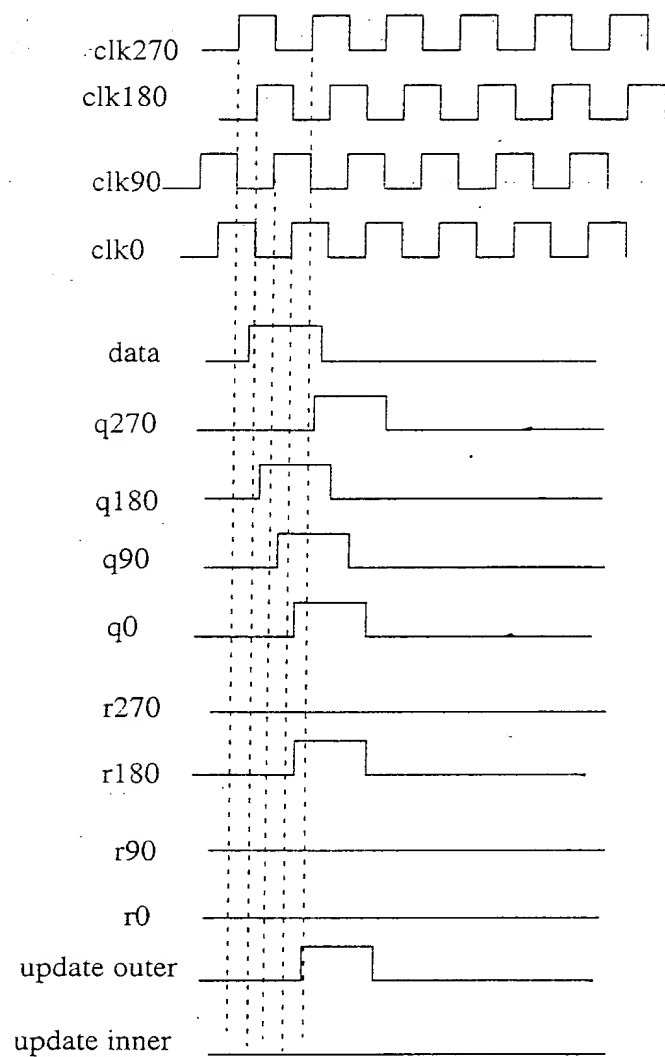 clk270
clk180
clk90
clk0
data
q270
q180
q90
q0
r270
r180
r90
r0
update outer
update inner